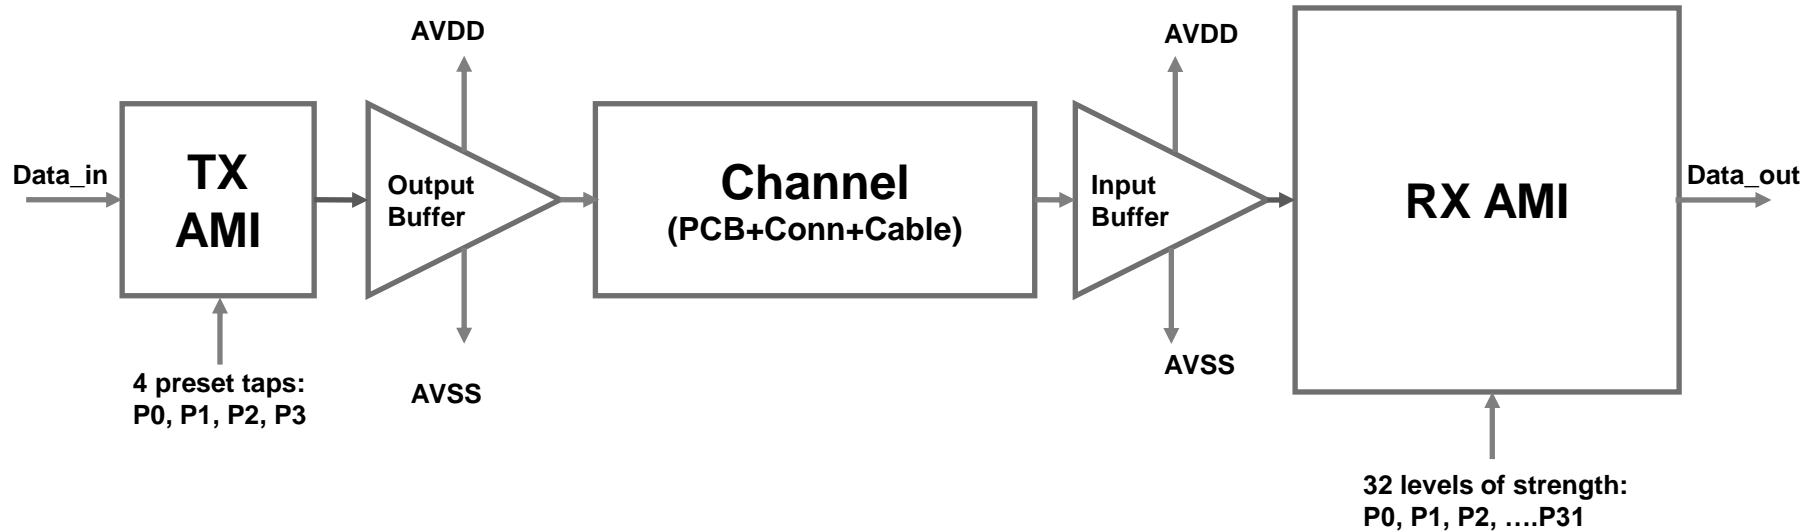 AVDD
AVDD
Data_in
TX
AMI
Output
Buffer
Channel
(PCB+Conn+Cable)
Input
Buffer
RX AMI
Data_out
4 preset taps:
P0, P1, P2, P3
AVSS
AVSS
32 levels of strength:
P0, P1, P2, ....P31